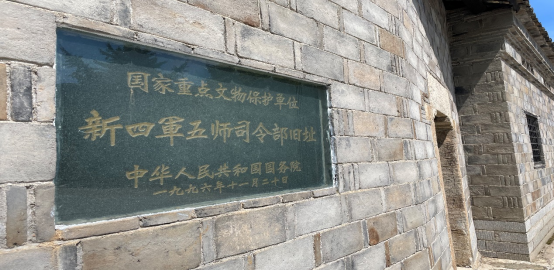 国家重点文物保护单位
新四軍五师司令部旧址
中华人民共和国国务院
一九九六年十一月二十日